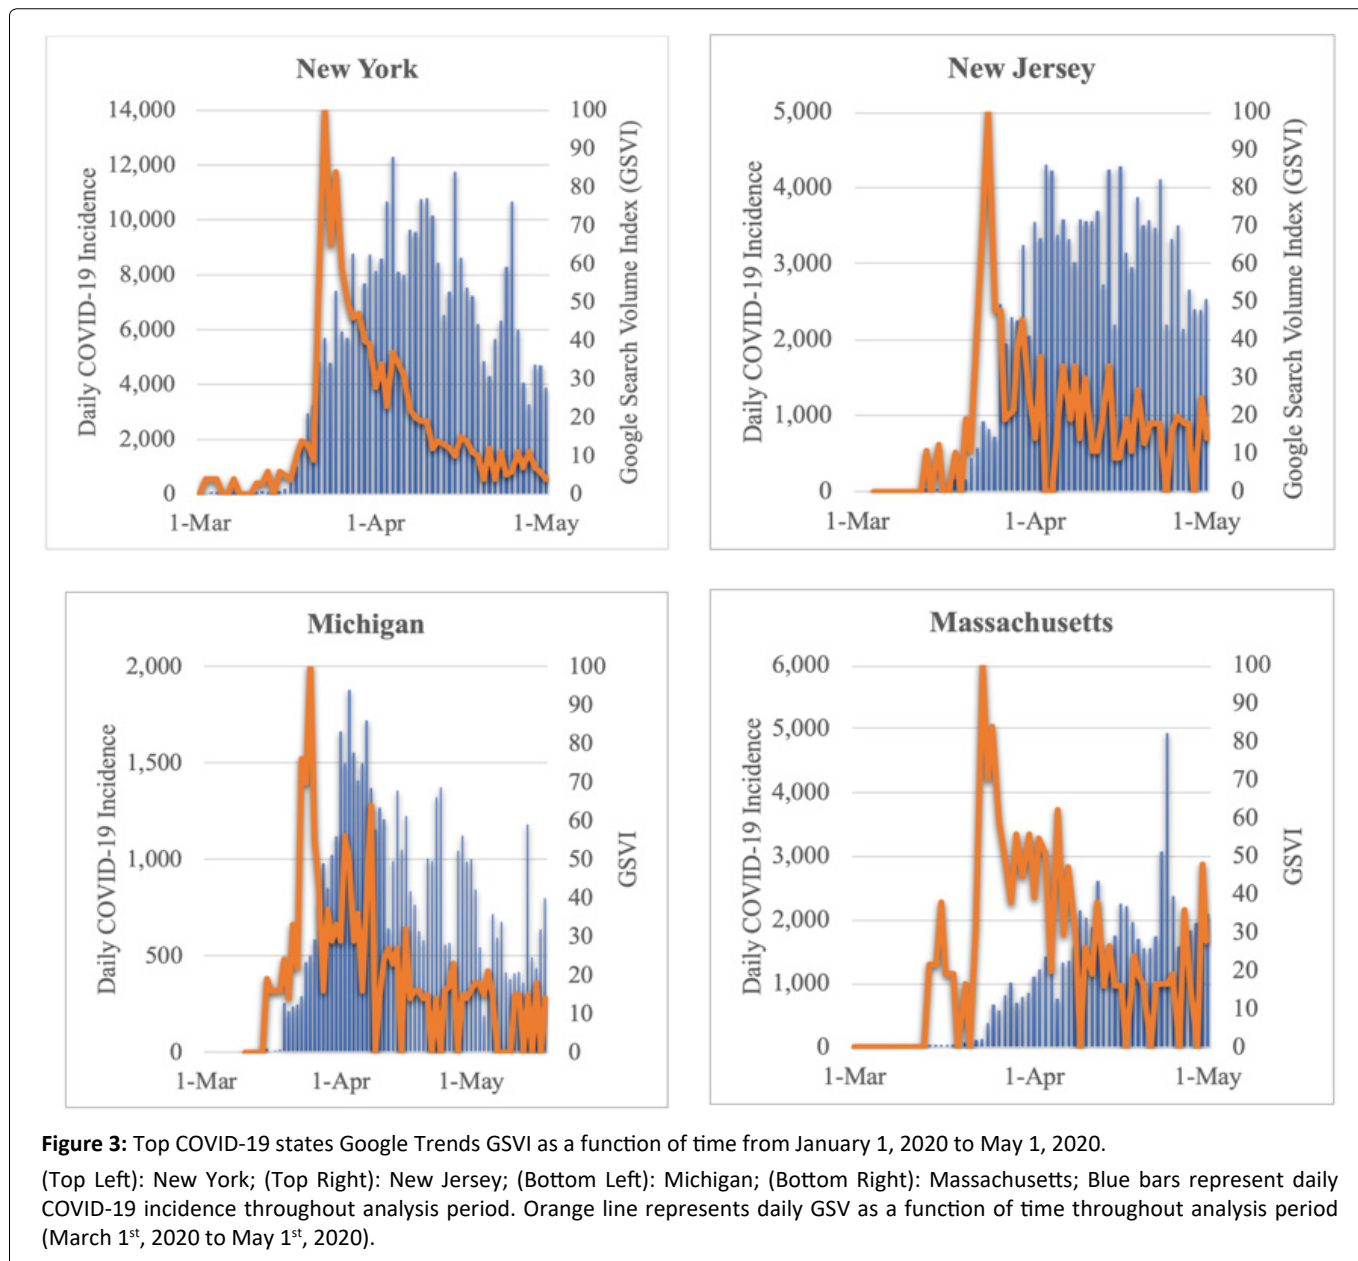 New York
Daily COVID-19 Incidence
14,000
12,000
10,000
8,000
6,000
4,000
2,000
0
100
90
80
70
60
50
40
30
20
10
0
Google Search Volume Index (GSVI)
1-Mar
1-Apr
1-May
New Jersey
Daily COVID-19 Incidence
5,000
4,000
3,000
2,000
1,000
0
100
90
80
70
60
50
40
30
20
10
0
Google Search Volume Index (GSVI)
1-Mar
1-Apr
1-May
Michigan
Daily COVID-19 Incidence
2,000
1,500
1,000
500
0
100
90
80
70
60
50
40
30
20
10
0
GSVI
1-Mar
1-Apr
1-May
Massachusetts
Daily COVID-19 Incidence
6,000
5,000
4,000
3,000
2,000
1,000
0
100
90
80
70
60
50
40
30
20
10
0
GSVI
1-Mar
1-Apr
1-May
Figure 3: Top COVID-19 states Google Trends GSVI as a function of time from January 1, 2020 to May 1, 2020.
(Top Left): New York; (Top Right): New Jersey; (Bottom Left): Michigan; (Bottom Right): Massachusetts; Blue bars represent daily
COVID-19 incidence throughout analysis period. Orange line represents daily GSV as a function of time throughout analysis period
(March 1st, 2020 to May 1st, 2020).